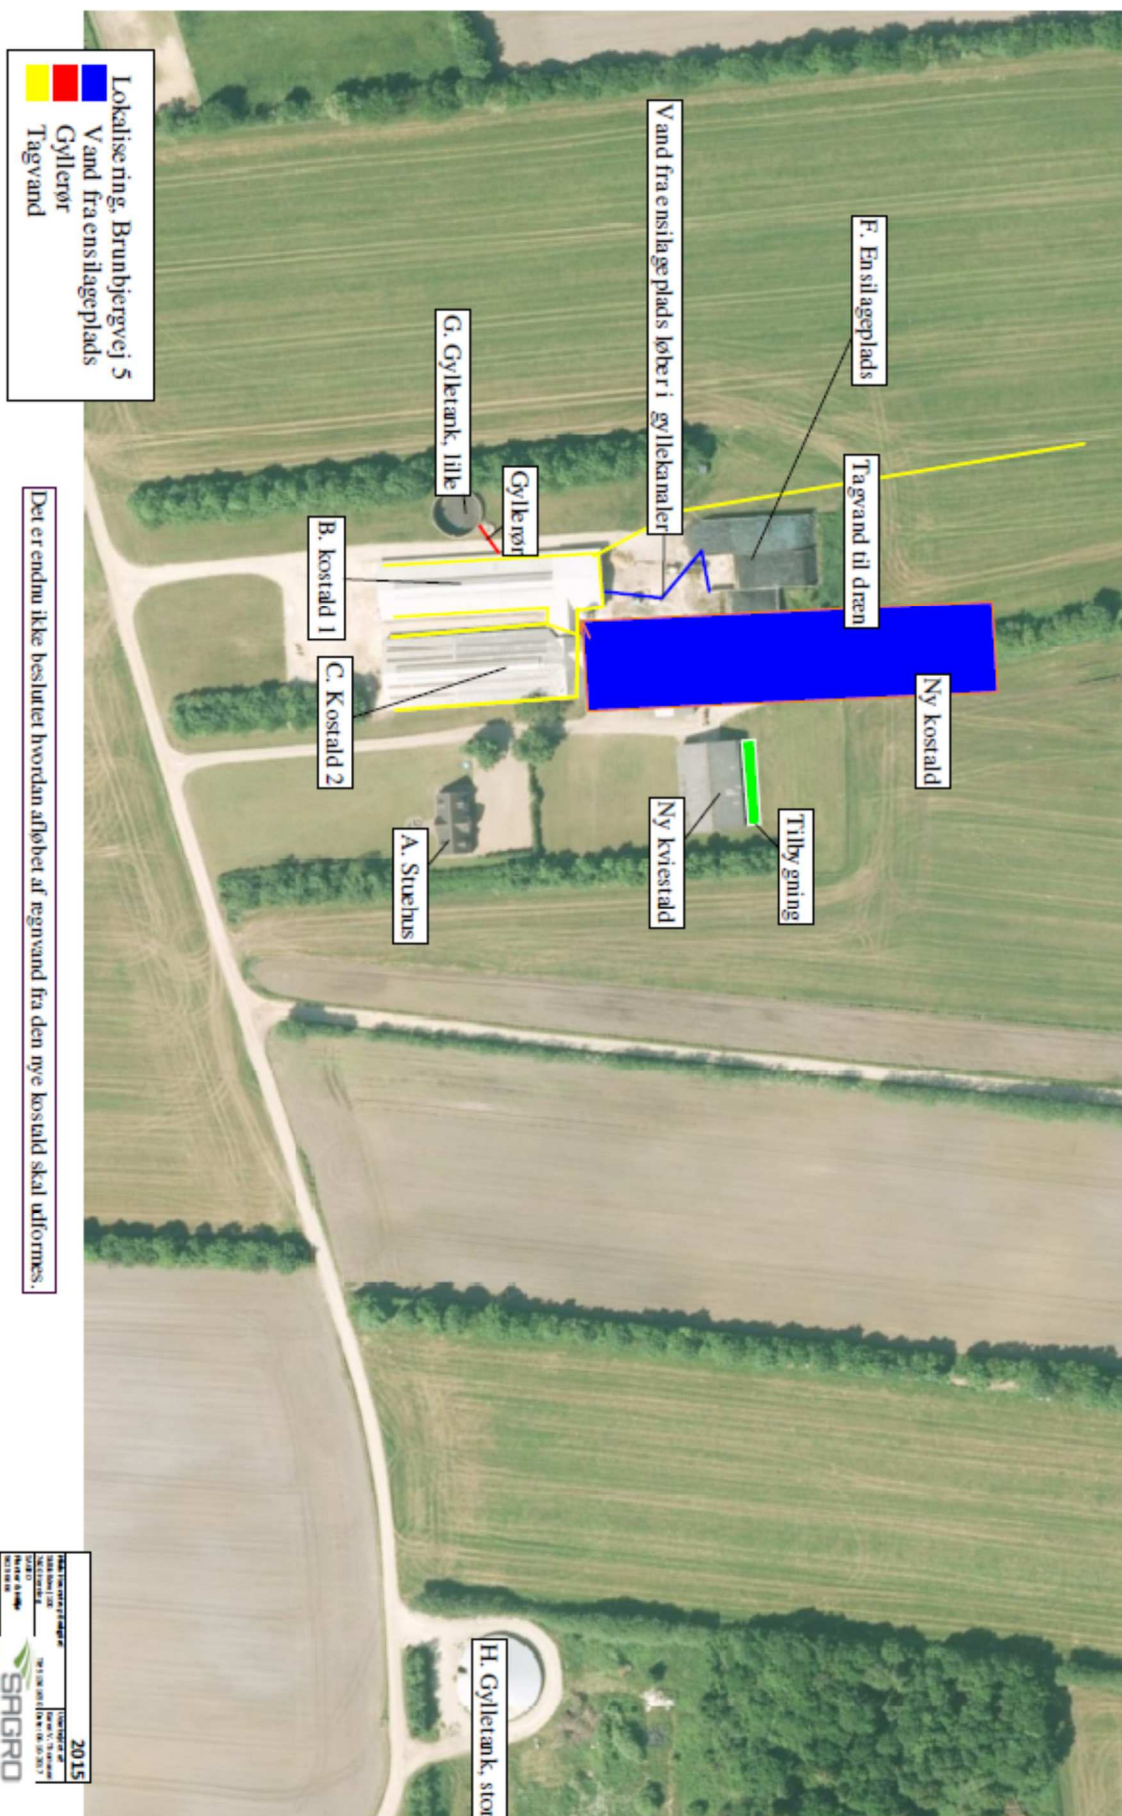 F. Ensilageplads
Vand fra ensilageplads løber i gyllekanaler
Tagvand til dræn
Ny kostald
G. Gylletank, lille
Gyllerør
B. kostald 1
C. Kostald 2
Tilbygning
Ny kviestald
A. Stuehus
H. Gylletank, stor
Lokalisering, Brunbjergvej 5
Vand fra ensilageplads
Gyllerør
Tagvand
Det er endnu ikke besluttet hvordan afløbet af regnvand fra den nye kostald skal udformes.
2015
SAGRO